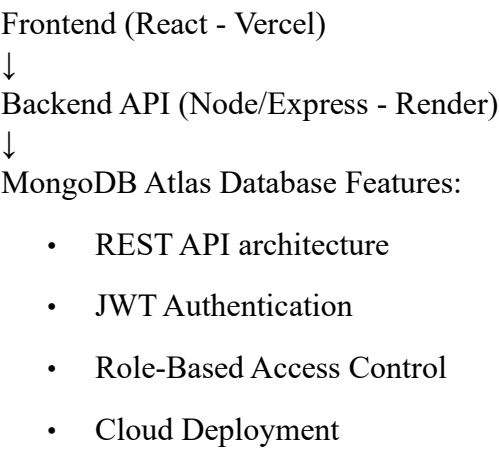 Frontend (React - Vercel)
↓
Backend API (Node/Express - Render)
↓
MongoDB Atlas Database Features:
• REST API architecture
• JWT Authentication
• Role-Based Access Control
• Cloud Deployment